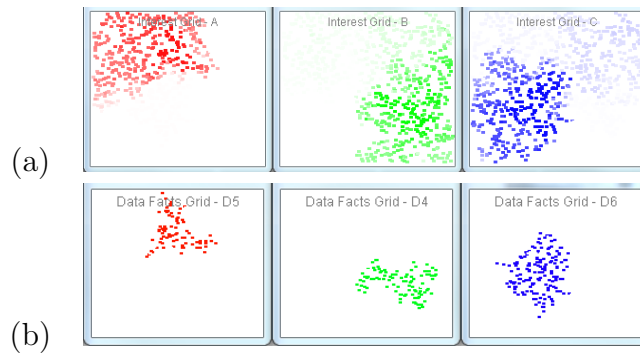 Interest Grid - A
Interest Grid - B
Interest Grid - C
(a)
Data Facts Grid - D5
Data Facts Grid - D4
Data Facts Grid - D6
(b)